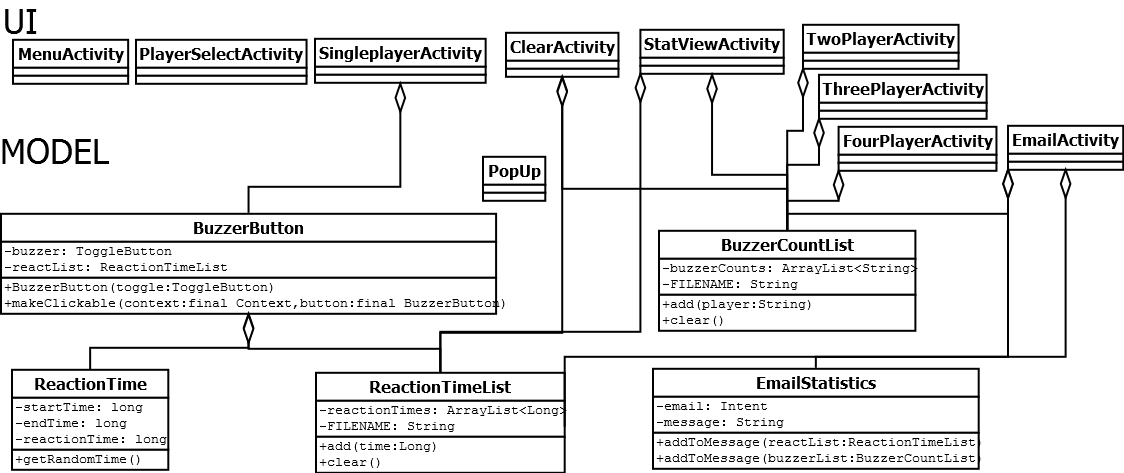 UI
MenuActivity
PlayerSelectActivity
SingleplayerActivity
ClearActivity
StatViewActivity
TwoPlayerActivity
ThreePlayerActivity
FourPlayerActivity
EmailActivity
MODEL
PopUp
BuzzerButton
-buzzer: ToggleButton
-reactList: ReactionTimeList
+BuzzerButton(toggle:ToggleButton)
+makeClickable(context:final Context,button:final BuzzerButton)
BuzzerCountList
-buzzerCounts: ArrayList<String>
-FILENAME: String
+add(player:String)
+clear()
ReactionTime
-startTime: long
-endTime: long
-reactionTime: long
+getRandomTime()
ReactionTimeList
-reactionTimes: ArrayList<Long>
-FILENAME: String
+add(time:Long)
+clear()
EmailStatistics
-email: Intent
-message: String
+addToMessage(reactList:ReactionTimeList)
+addToMessage(buzzerList:BuzzerCountList)